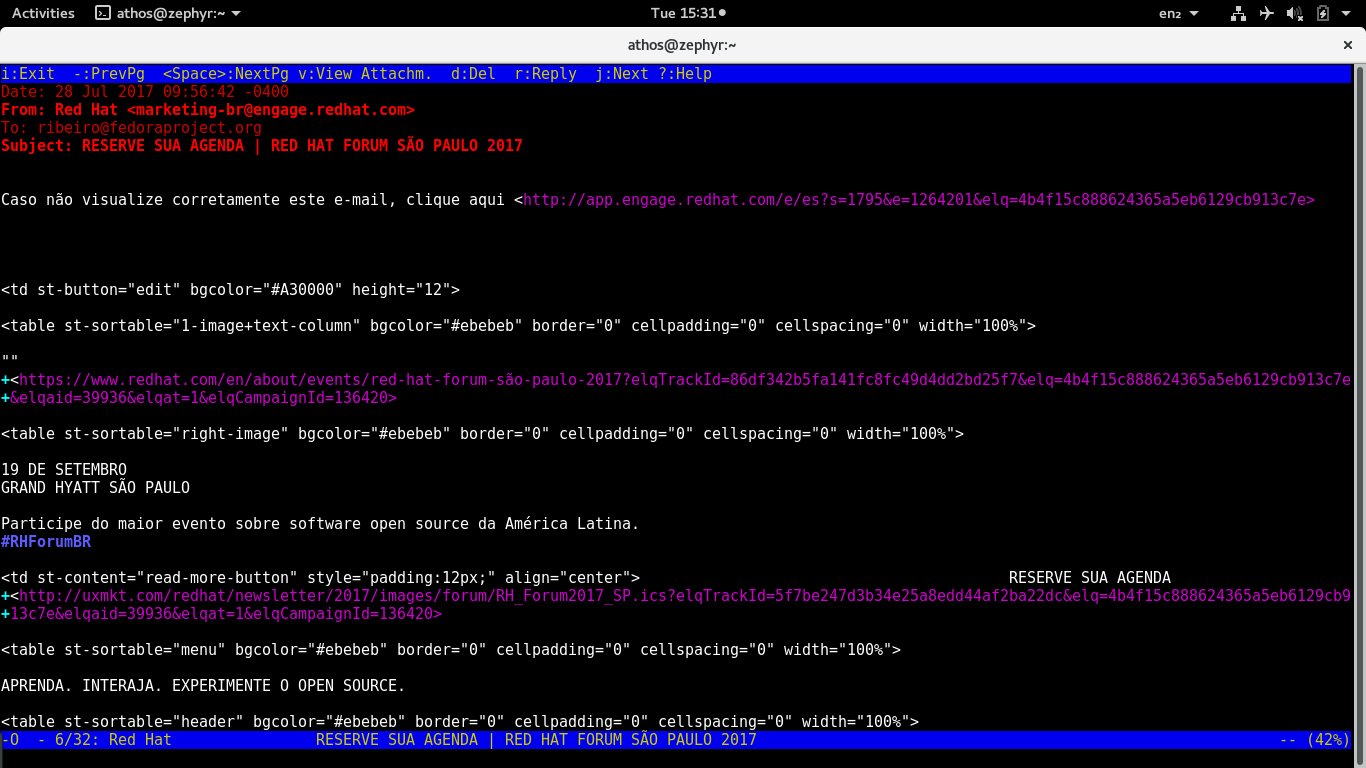 Activities athos@zephyr:~ Tue 15:31 en₂
athos@zephyr:~ ×
i:Exit  -:PrevPg  <Space>:NextPg v:View Attachm.  d:Del  r:Reply  j:Next ?:Help
Date: 28 Jul 2017 09:56:42 -0400
From: Red Hat <marketing-br@engage.redhat.com>
To: ribeiro@fedoraproject.org
Subject: RESERVE SUA AGENDA | RED HAT FORUM SÃO PAULO 2017
Caso não visualize corretamente este e-mail, clique aqui <http://app.engage.redhat.com/e/es?s=1795&e=1264201&elq=4b4f15c888624365a5eb6129cb913c7e>
<td st-button="edit" bgcolor="#A30000" height="12">
<table st-sortable="1-image+text-column" bgcolor="#ebebeb" border="0" cellpadding="0" cellspacing="0" width="100%">
""
+<https://www.redhat.com/en/about/events/red-hat-forum-são-paulo-2017?elqTrackId=86df342b5fa141fc8fc49d4dd2bd25f7&elq=4b4f15c888624365a5eb6129cb913c7e
+&elqaid=39936&elqat=1&elqCampaignId=136420>
<table st-sortable="right-image" bgcolor="#ebebeb" border="0" cellpadding="0" cellspacing="0" width="100%">
19 DE SETEMBRO
GRAND HYATT SÃO PAULO
Participe do maior evento sobre software open source da América Latina.
#RHForumBR
<td st-content="read-more-button" style="padding:12px;" align="center"> RESERVE SUA AGENDA
+<http://uxmkt.com/redhat/newsletter/2017/images/forum/RH_Forum2017_SP.ics?elqTrackId=5f7be247d3b34e25a8edd44af2ba22dc&elq=4b4f15c888624365a5eb6129cb9
+13c7e&elqaid=39936&elqat=1&elqCampaignId=136420>
<table st-sortable="menu" bgcolor="#ebebeb" border="0" cellpadding="0" cellspacing="0" width="100%">
APRENDA. INTERAJA. EXPERIMENTE O OPEN SOURCE.
<table st-sortable="header" bgcolor="#ebebeb" border="0" cellpadding="0" cellspacing="0" width="100%">
-O  - 6/32: Red Hat RESERVE SUA AGENDA | RED HAT FORUM SÃO PAULO 2017 -- (42%)